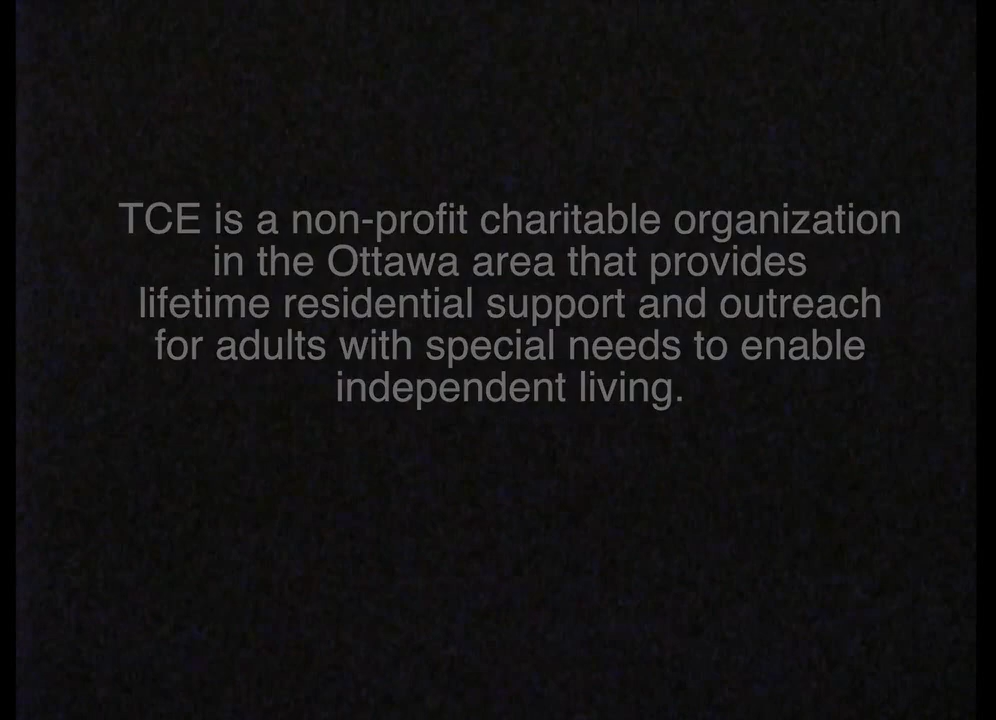 TCE is a non-profit charitable organization
in the Ottawa area that provides
lifetime residential support and outreach
for adults with special needs to enable
independent living.